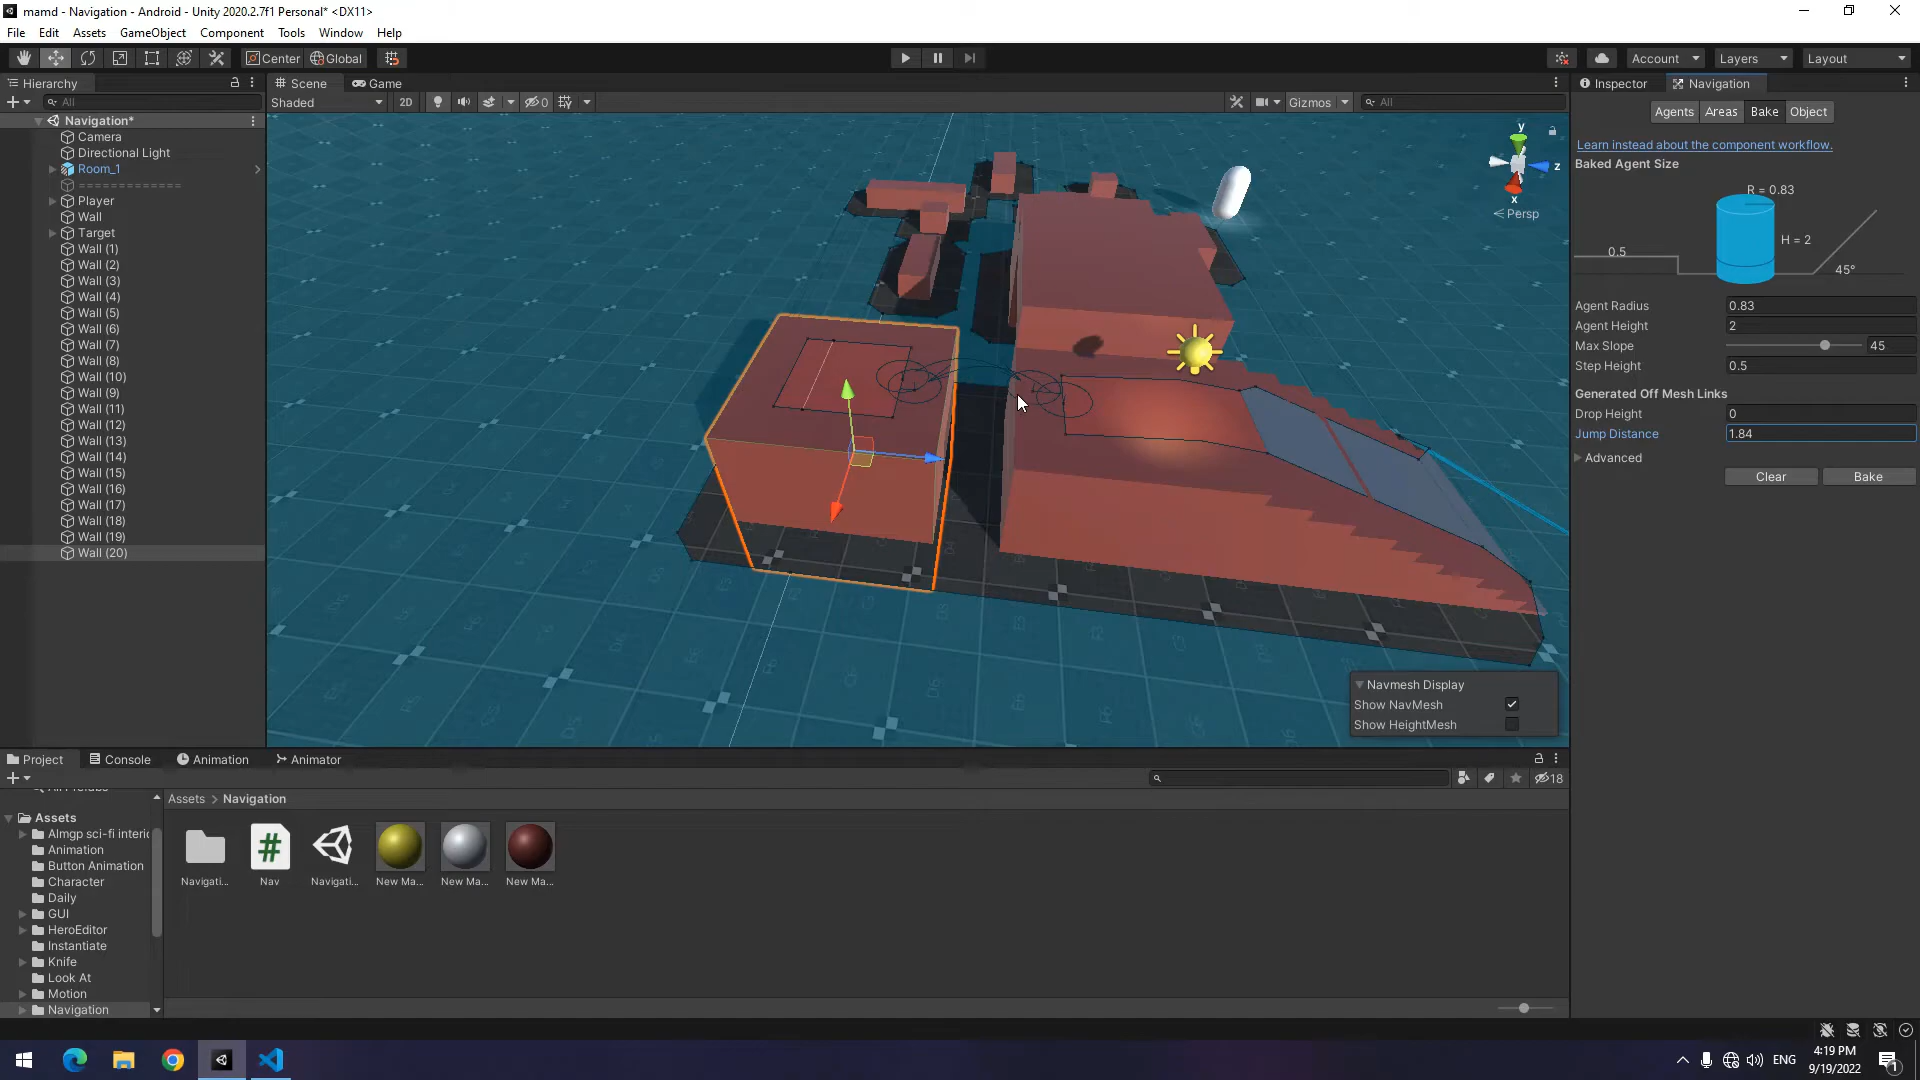 mamd - Navigation - Android - Unity 2020.2.7f1 Personal* <DX11>
File Edit Assets GameObject Component Tools Window Help
Center Global Account Layers Layout
Hierarchy
All
Navigation*
Camera
Directional Light
Room_1
=============
Player
Wall
Target
Wall (1)
Wall (2)
Wall (3)
Wall (4)
Wall (5)
Wall (6)
Wall (7)
Wall (8)
Wall (10)
Wall (9)
Wall (11)
Wall (12)
Wall (13)
Wall (14)
Wall (15)
Wall (16)
Wall (17)
Wall (18)
Wall (19)
Wall (20)
Scene Game
Shaded 2D 0 Gizmos All
y
z
x
< Persp
Navmesh Display
Show NavMesh
Show HeightMesh
Inspector Navigation
Agents Areas Bake Object
Learn instead about the component workflow.
Baked Agent Size
R = 0.83
0.5 H = 2
45°
Agent Radius 0.83
Agent Height 2
Max Slope 45
Step Height 0.5
Generated Off Mesh Links
Drop Height 0
Jump Distance 1.84
Advanced
Clear Bake
Project Console Animation Animator
18
Assets > Navigation
Assets
Almgp sci-fi interic
Animation
Button Animation
Character
Daily
GUI
HeroEditor
Instantiate
Knife
Look At
Motion
Navigation
Navigati... Nav Navigati... New Ma... New Ma... New Ma...
ENG
4:19 PM
9/19/2022
1